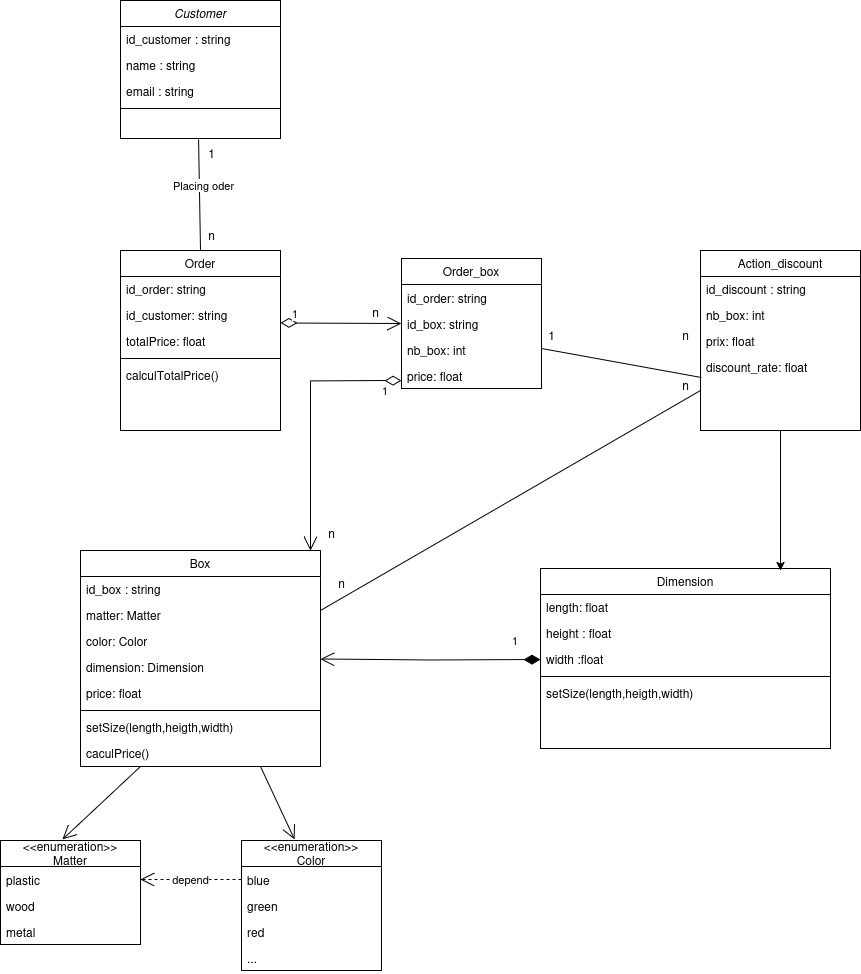 Customer
id_customer : string
name : string
email : string
1
Placing oder
n
Order
id_order: string
id_customer: string
totalPrice: float
calculTotalPrice()
1
n
Order_box
id_order: string
id_box: string
nb_box: int
price: float
1
1
n
n
Action_discount
id_discount : string
nb_box: int
prix: float
discount_rate: float
n
n
Box
id_box : string
matter: Matter
color: Color
dimension: Dimension
price: float
setSize(length,heigth,width)
caculPrice()
1
Dimension
length: float
height : float
width :float
setSize(length,heigth,width)
<<enumeration>>
Matter
plastic
wood
metal
depend
<<enumeration>>
Color
blue
green
red
...